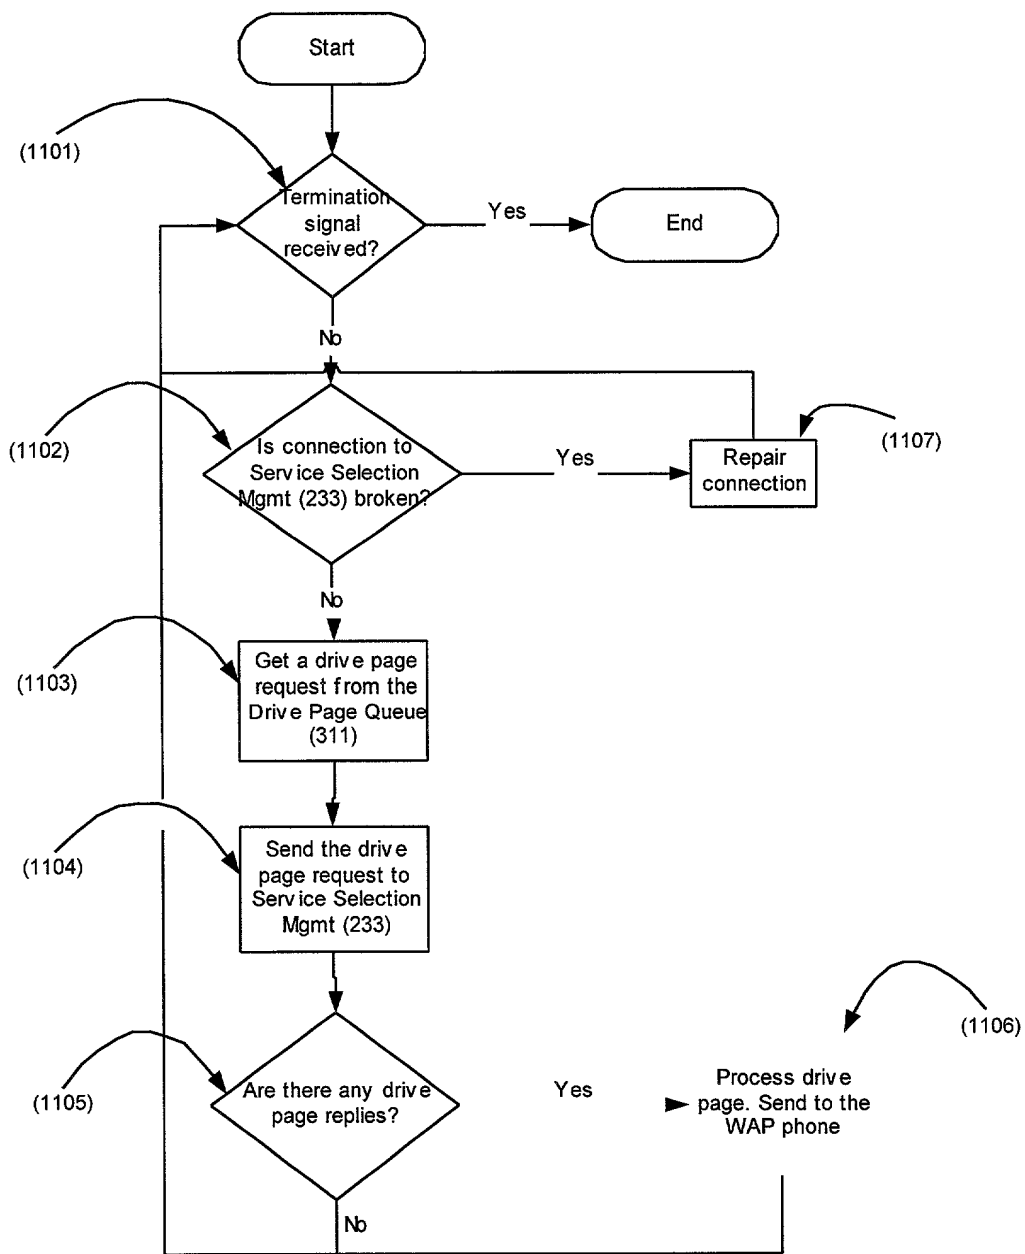 Start
(1101)
Termination
signal
received?
Yes
End
No
(1102)
Is connection to
Service Selection
Mgmt (233) broken?
Yes
Repair
connection
(1107)
No
(1103)
Get a drive page
request from the
Drive Page Queue
(311)
(1104)
Send the drive
page request to
Service Selection
Mgmt (233)
(1106)
(1105)
Are there any drive
page replies?
Yes
Process drive
page. Send to the
WAP phone
No